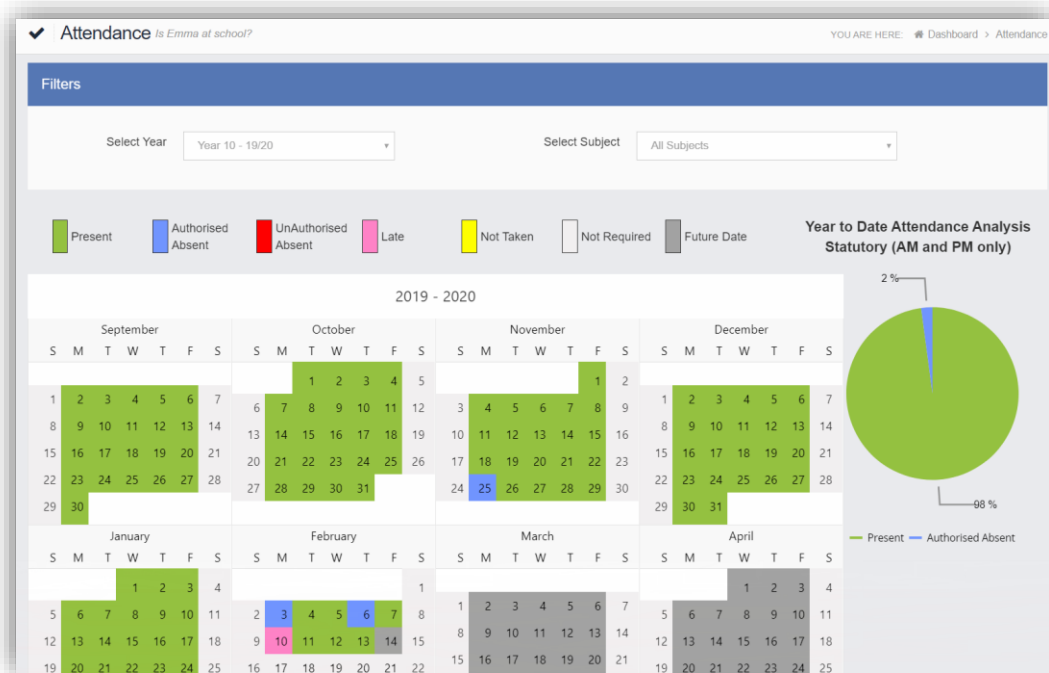 Attendance Is Emma at school?
YOU ARE HERE: Dashboard > Attendance
Filters
Select Year Year 10 - 19/20 Select Subject All Subjects
Present
Authorised Absent
UnAuthorised Absent
Late
Not Taken
Not Required
Future Date
Year to Date Attendance Analysis
Statutory (AM and PM only)
2 %
98 %
Present Authorised Absent
2019 - 2020
September
S M T W T F S
1 2 3 4 5 6 7
8 9 10 11 12 13 14
15 16 17 18 19 20 21
22 23 24 25 26 27 28
29 30
October
S M T W T F S
1 2 3 4 5
6 7 8 9 10 11 12
13 14 15 16 17 18 19
20 21 22 23 24 25 26
27 28 29 30 31
November
S M T W T F S
1 2
3 4 5 6 7 8 9
10 11 12 13 14 15 16
17 18 19 20 21 22 23
24 25 26 27 28 29 30
December
S M T W T F S
1 2 3 4 5 6 7
8 9 10 11 12 13 14
15 16 17 18 19 20 21
22 23 24 25 26 27 28
29 30 31
January
S M T W T F S
1 2 3 4
5 6 7 8 9 10 11
12 13 14 15 16 17 18
19 20 21 22 23 24 25
February
S M T W T F S
1
2 3 4 5 6 7 8
9 10 11 12 13 14 15
16 17 18 19 20 21 22
March
S M T W T F S
1 2 3 4 5 6 7
8 9 10 11 12 13 14
15 16 17 18 19 20 21
April
S M T W T F S
1 2 3 4
5 6 7 8 9 10 11
12 13 14 15 16 17 18
19 20 21 22 23 24 25